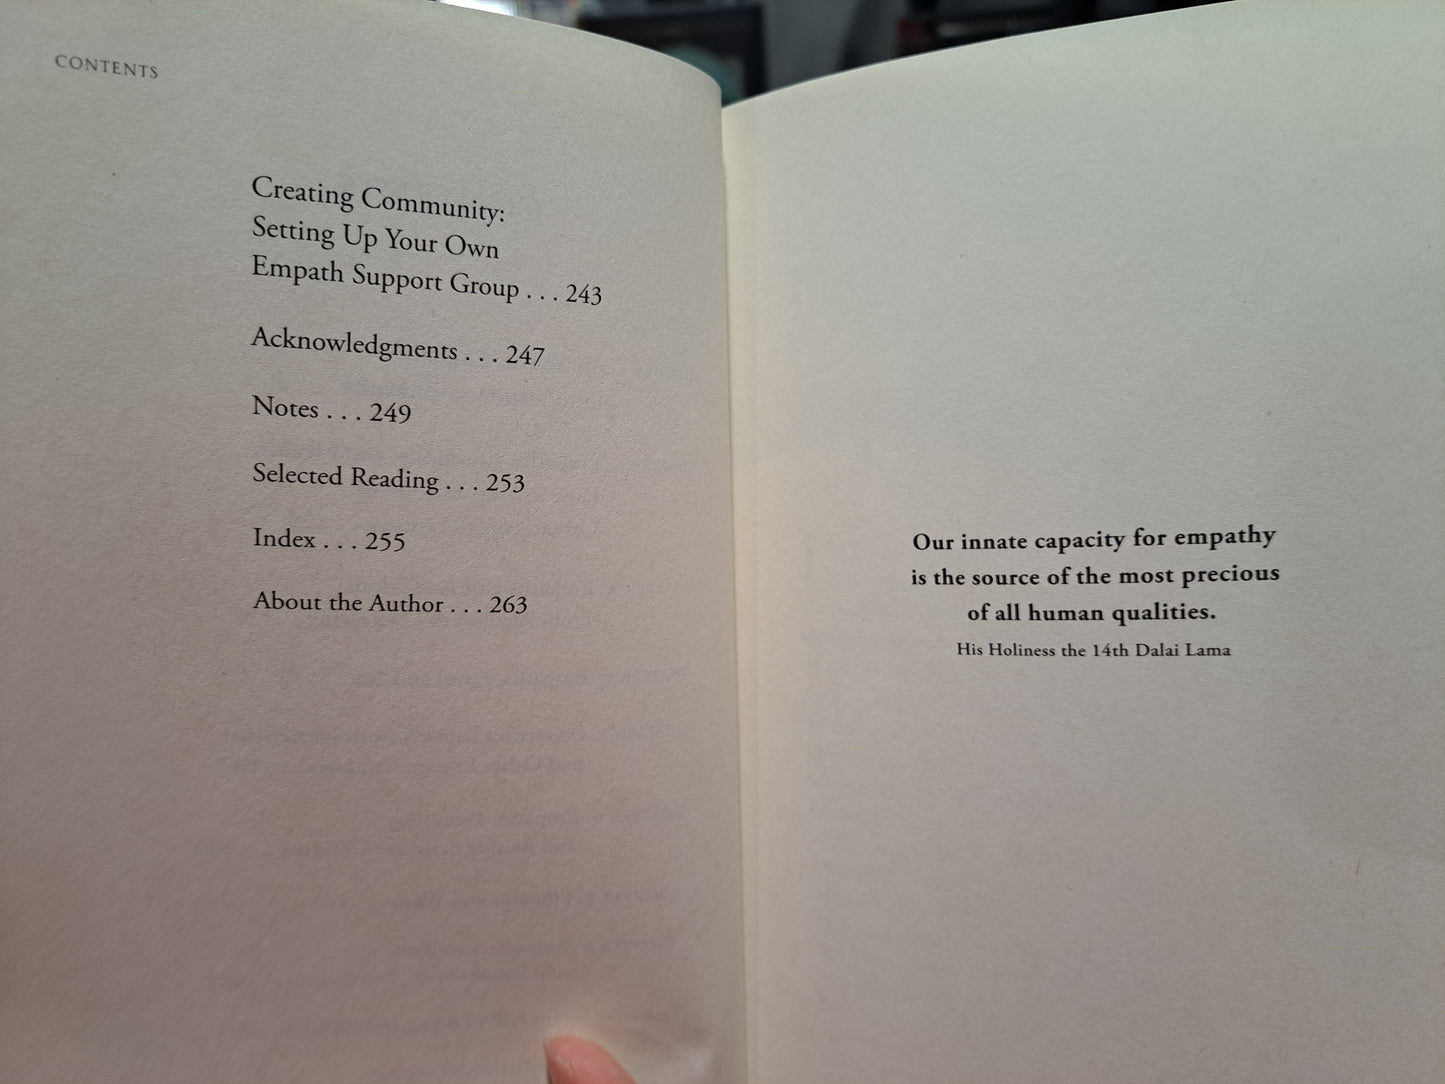 CONTENTS
Creating Community:
Setting Up Your Own
Empath Support Group . . . 243
Acknowledgments . . . 247
Notes . . . 249
Selected Reading . . . 253
Index . . . 255
About the Author . . . 263
Our innate capacity for empathy
is the source of the most precious
of all human qualities.
His Holiness the 14th Dalai Lama